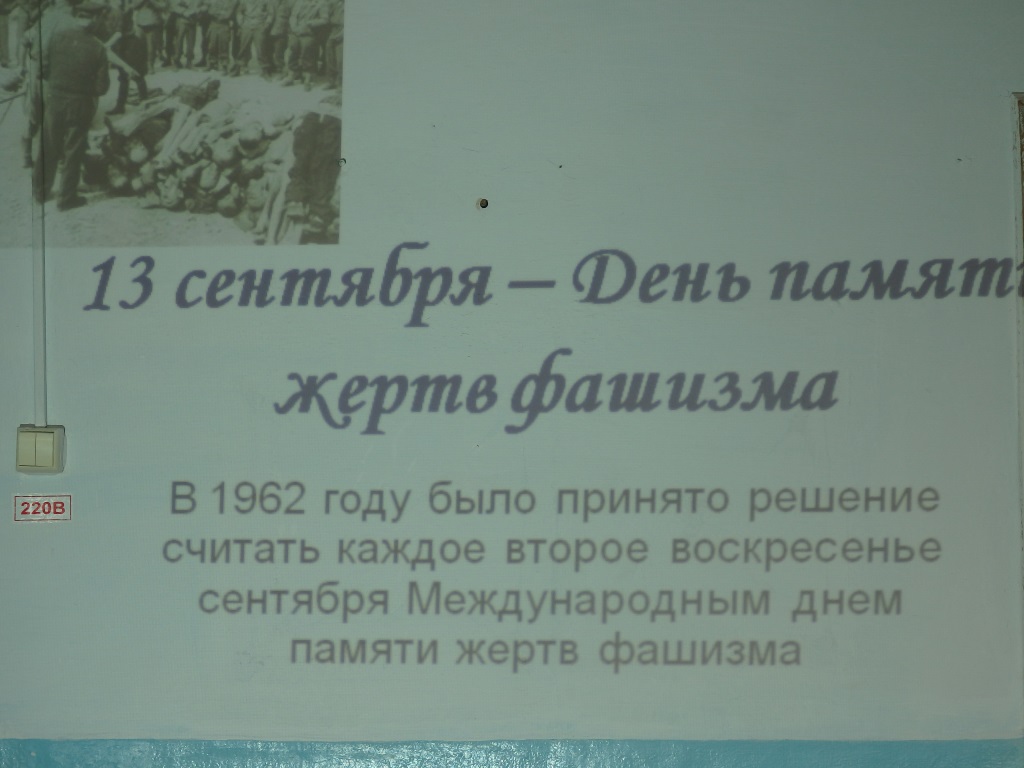 13 сентября – День памяти
жертв фашизма
220В
В 1962 году было принято решение
считать каждое второе воскресенье
сентября Международным днем
памяти жертв фашизма